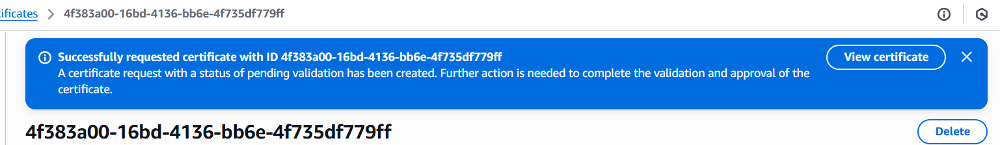 ificates > 4f383a00-16bd-4136-bb6e-4f735df779ff
Successfully requested certificate with ID 4f383a00-16bd-4136-bb6e-4f735df779ff
View certificate
A certificate request with a status of pending validation has been created. Further action is needed to complete the validation and approval of the
certificate.
4f383a00-16bd-4136-bb6e-4f735df779ff
Delete